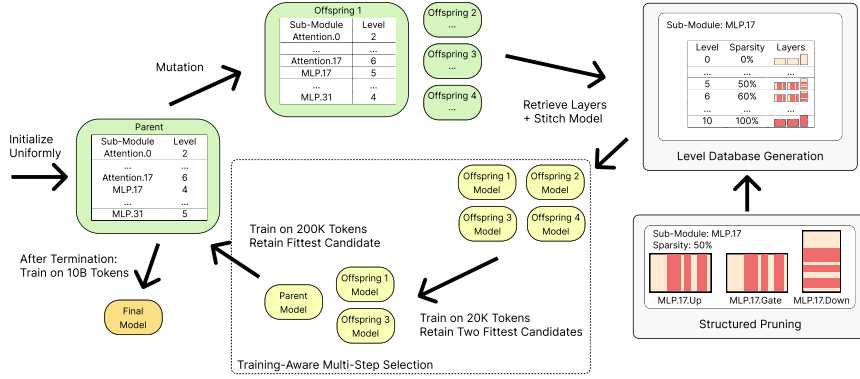 Offspring 1
Sub-Module Level
Attention.0 2
... ...
Attention.17 6
MLP.17 5
... ...
MLP.31 4
Offspring 2
...
Offspring 3
...
Offspring 4
...
Mutation
Retrieve Layers
+ Stitch Model
Sub-Module: MLP.17
Level Sparsity Layers
0 0%
... ... ...
5 50%
6 60%
... ... ...
10 100%
Level Database Generation
Initialize
Uniformly
Parent
Sub-Module Level
Attention.0 2
... ...
Attention.17 6
MLP.17 4
... ...
MLP.31 5
After Termination:
Train on 10B Tokens
Final
Model
Offspring 1
Model
Offspring 2
Model
Offspring 3
Model
Offspring 4
Model
Train on 200K Tokens
Retain Fittest Candidate
Parent
Model
Offspring 1
Model
Offspring 3
Model
Train on 20K Tokens
Retain Two Fittest Candidates
Training-Aware Multi-Step Selection
Sub-Module: MLP.17
Sparsity: 50%
MLP.17.Up MLP.17.Gate MLP.17.Down
Structured Pruning